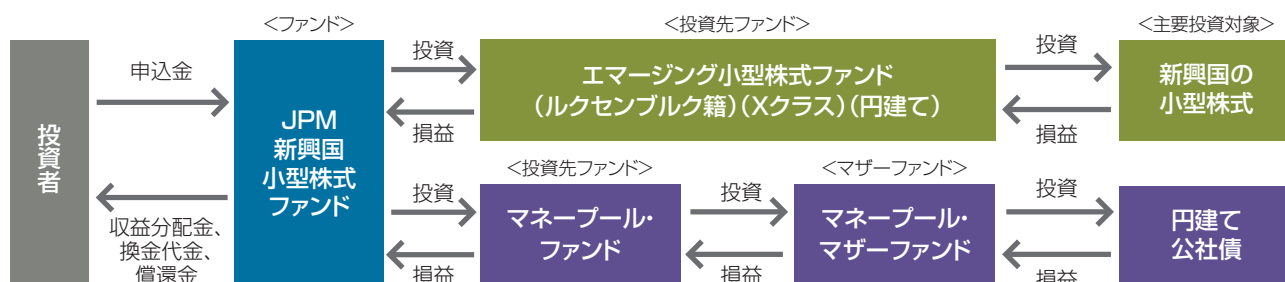 <ファンド>
<投資先ファンド>
<主要投資対象>
投資者
申込金
収益分配金、
換金代金、
償還金
JPM
新興国
小型株式
ファンド
投資
損益
エマージング小型株式ファンド
(ルクセンブルク籍)(Xクラス)(円建て)
投資
損益
新興国の
小型株式
<投資先ファンド>
<マザーファンド>
投資
損益
マネープール・
ファンド
投資
損益
マネープール・
マザーファンド
投資
損益
円建て
公社債